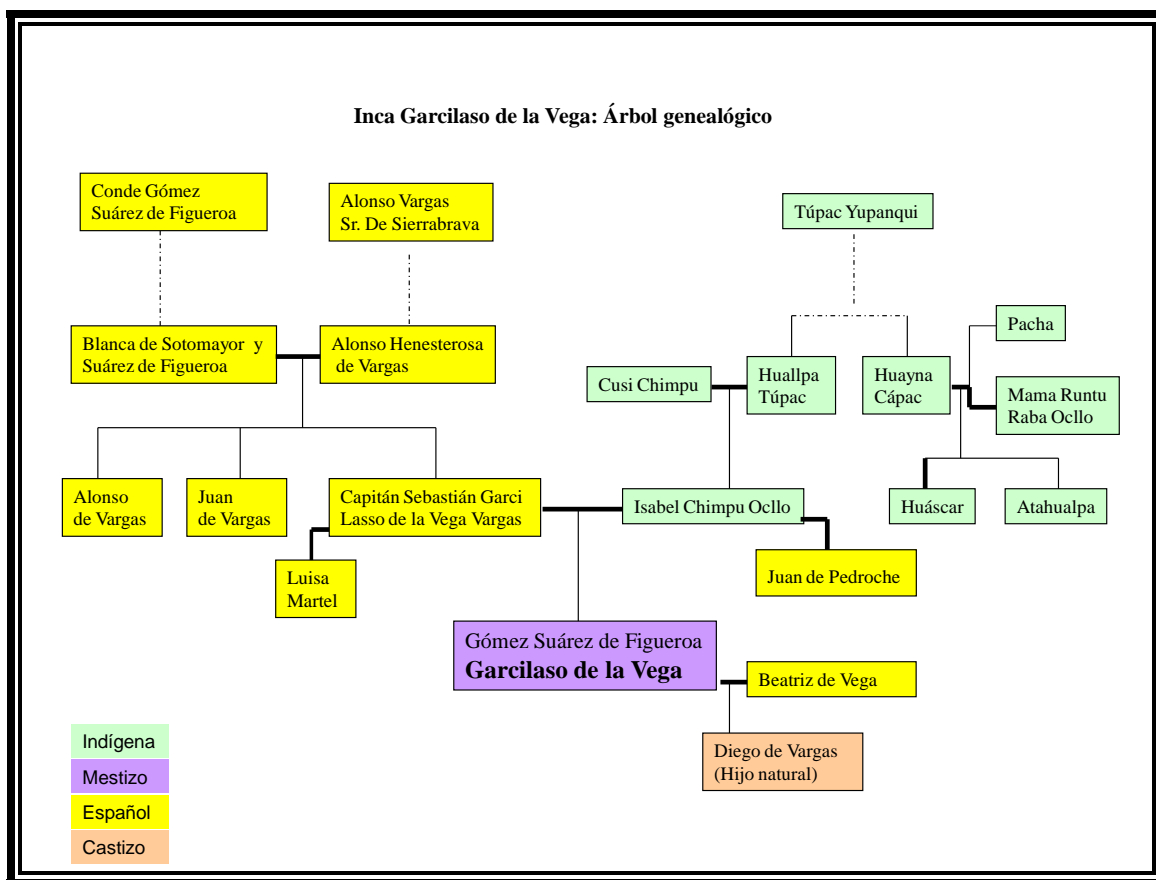 Inca Garcilaso de la Vega: Árbol genealógico
Conde Gómez
Suárez de Figueroa
Alonso Vargas
Sr. De Sierrabrava
Túpac Yupanqui
Blanca de Sotomayor y
Suárez de Figueroa
Alonso Henesterosa
de Vargas
Cusi Chimpu
Huallpa
Túpac
Huayna
Cápac
Pacha
Mama Runtu
Raba Ocllo
Alonso
de Vargas
Juan
de Vargas
Capitán Sebastián Garci
Lasso de la Vega Vargas
Isabel Chimpu Ocllo
Huáscar
Atahualpa
Luisa
Martel
Juan de Pedroche
Gómez Suárez de Figueroa
Garcilaso de la Vega
Beatriz de Vega
Diego de Vargas
(Hijo natural)
Indígena
Mestizo
Español
Castizo